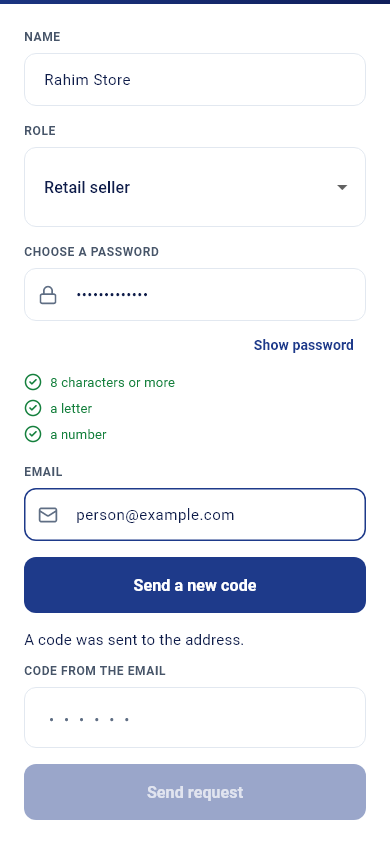 NAME
Rahim Store
ROLE
Retail seller
CHOOSE A PASSWORD
•••••••••••••
Show password
8 characters or more
a letter
a number
EMAIL
person@example.com
Send a new code
A code was sent to the address.
CODE FROM THE EMAIL
• • • • • •
Send request